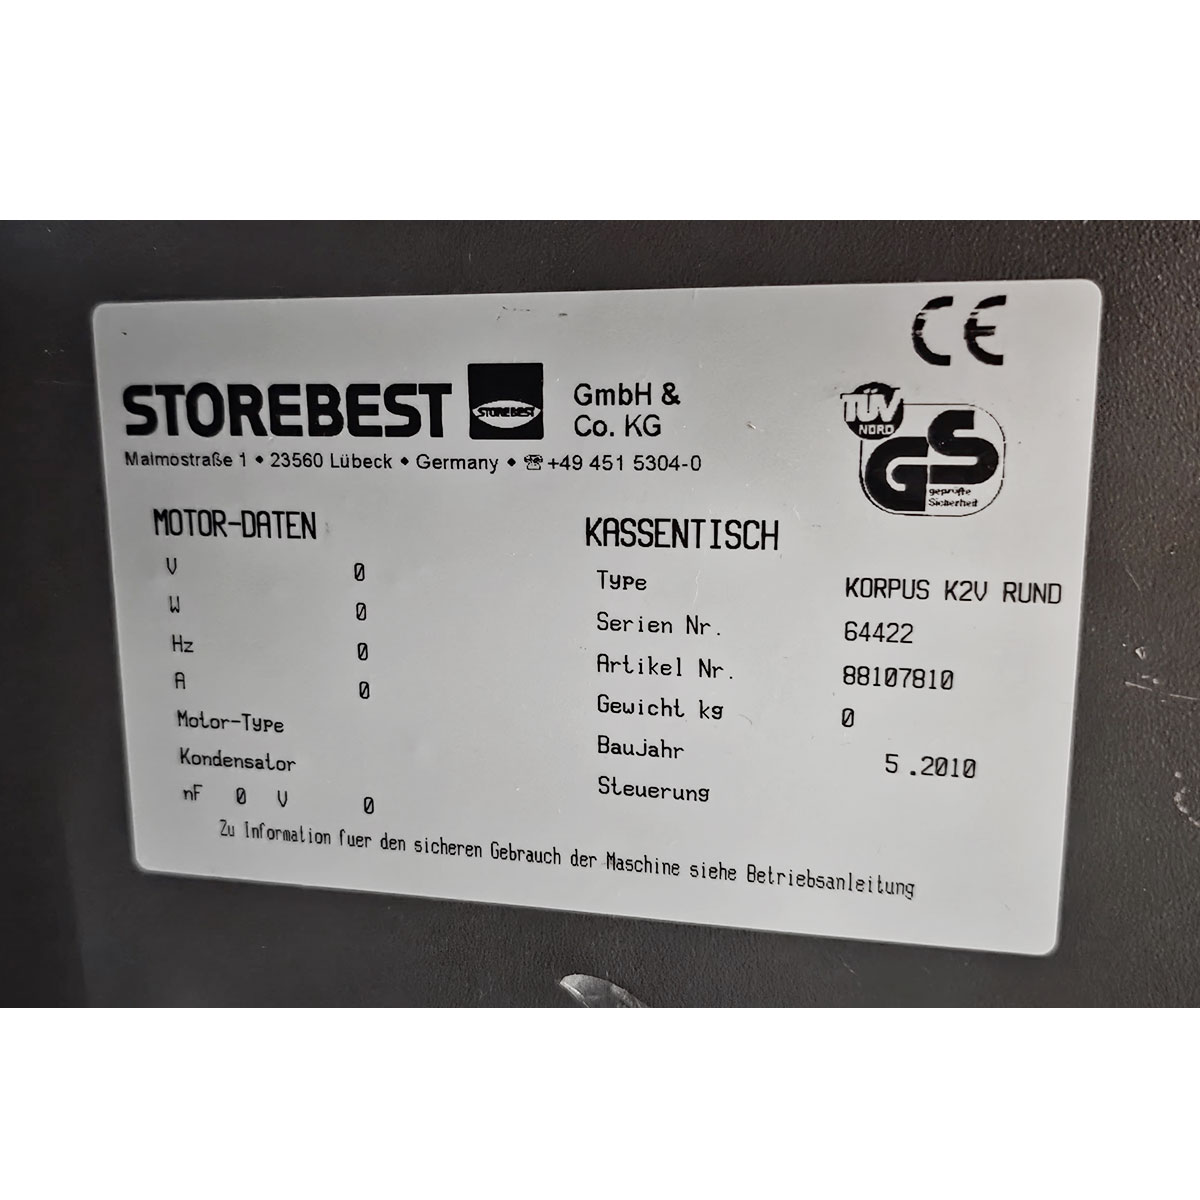 CE
STOREBEST STOREBEST GmbH & Co. KG
Malmostraße 1 • 23560 Lübeck • Germany • ☏ +49 451 5304-0
TÜV NORD
GS geprüfte Sicherheit
MOTOR-DATEN
V 0
W 0
Hz 0
A 0
Motor-Type
Kondensator
nF 0 V 0
KASSENTISCH
Type KORPUS K2V RUND
Serien Nr. 64422
Artikel Nr. 88107810
Gewicht kg 0
Baujahr 5 .2010
Steuerung
Zu Information fuer den sicheren Gebrauch der Maschine siehe Betriebsanleitung